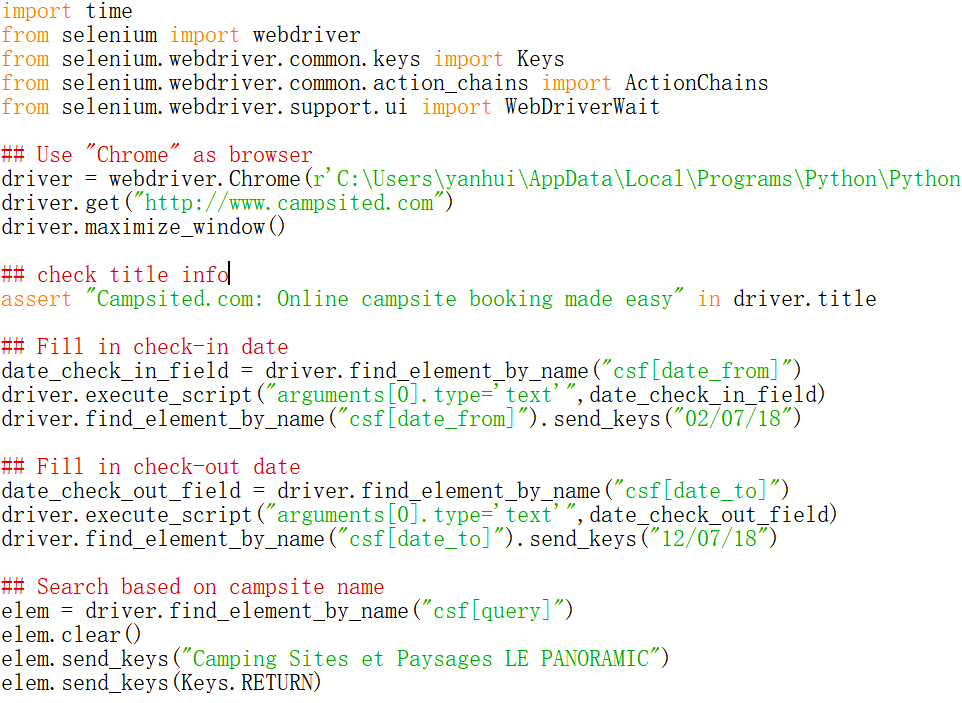 import time
from selenium import webdriver
from selenium.webdriver.common.keys import Keys
from selenium.webdriver.common.action_chains import ActionChains
from selenium.webdriver.support.ui import WebDriverWait
## Use "Chrome" as browser
driver = webdriver.Chrome(r'C:\Users\yanhui\AppData\Local\Programs\Python\Python
driver.get("http://www.campsited.com")
driver.maximize_window()
## check title info
assert "Campsited.com: Online campsite booking made easy" in driver.title
## Fill in check-in date
date_check_in_field = driver.find_element_by_name("csf[date_from]")
driver.execute_script("arguments[0].type='text'",date_check_in_field)
driver.find_element_by_name("csf[date_from]").send_keys("02/07/18")
## Fill in check-out date
date_check_out_field = driver.find_element_by_name("csf[date_to]")
driver.execute_script("arguments[0].type='text'",date_check_out_field)
driver.find_element_by_name("csf[date_to]").send_keys("12/07/18")
## Search based on campsite name
elem = driver.find_element_by_name("csf[query]")
elem.clear()
elem.send_keys("Camping Sites et Paysages LE PANORAMIC")
elem.send_keys(Keys.RETURN)